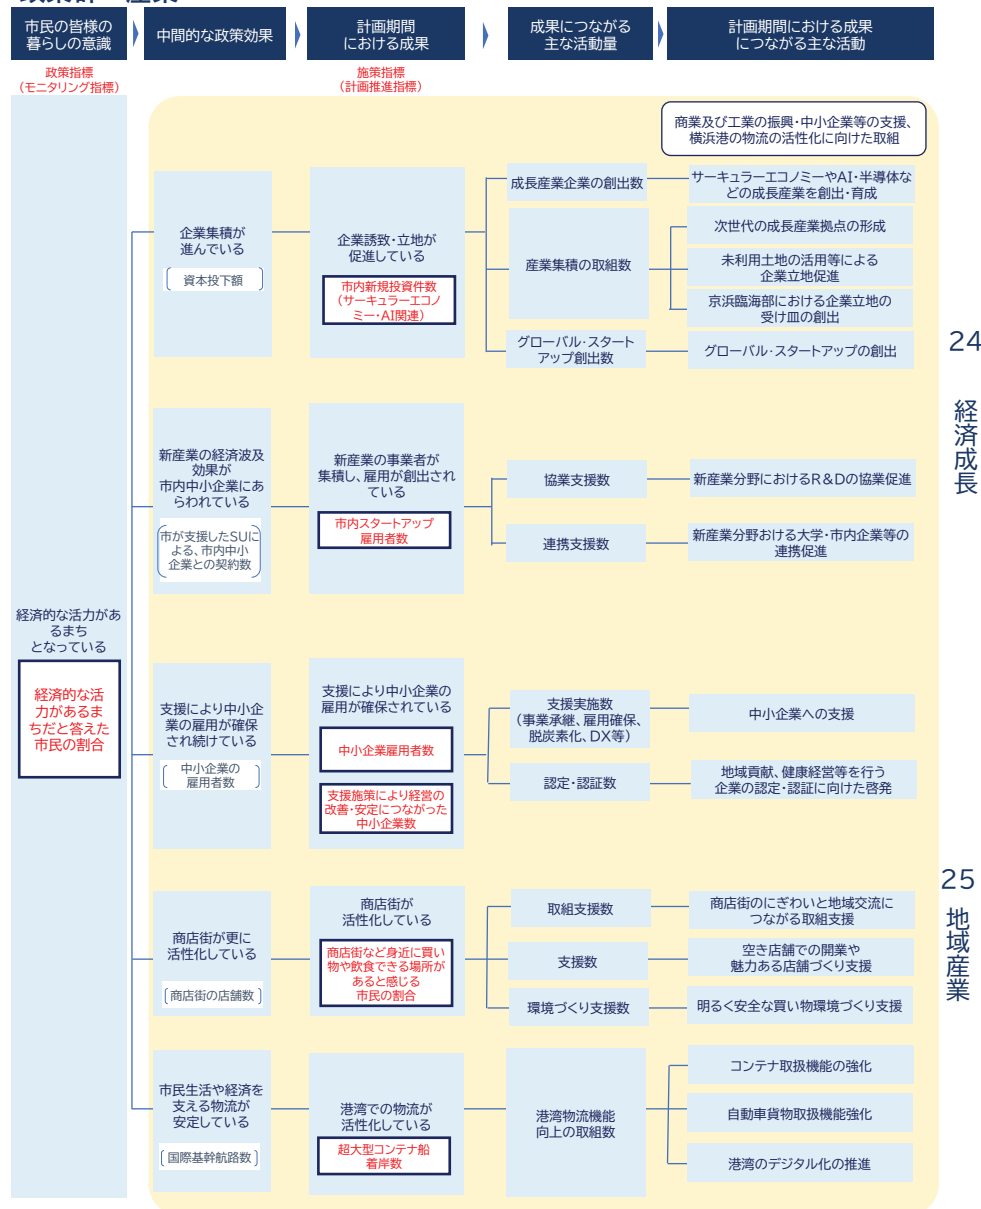 市民の皆様の
暮らしの意識
中間的な政策効果
計画期間
における成果
成果につながる
主な活動量
計画期間における成果
につながる主な活動
政策指標
(モニタリング指標)
施策指標
(計画推進指標)
商業及び工業の振興・中小企業等の支援、
横浜港の物流の活性化に向けた取組
経済的な活力があ
るまち
となっている
経済的な活
力があるま
ちだと答えた
市民の割合
企業集積が
進んでいる
資本投下額
企業誘致・立地が
促進している
市内新規投資件数
(サーキュラーエコノ
ミー・AI関連)
成長産業企業の創出数
サーキュラーエコノミーやAI・半導体な
どの成長産業を創出・育成
産業集積の取組数
次世代の成長産業拠点の形成
未利用土地の活用等による
企業立地促進
京浜臨海部における企業立地の
受け皿の創出
グローバル・スタート
アップ創出数
グローバル・スタートアップの創出
24
経済成長
新産業の経済波及
効果が
市内中小企業にあ
らわれている
市が支援したSUに
よる、市内中小
企業との契約数
新産業の事業者が
集積し、雇用が創出され
ている
市内スタートアップ
雇用者数
協業支援数
新産業分野におけるR&Dの協業促進
連携支援数
新産業分野おける大学・市内企業等の
連携促進
支援により中小企
業の雇用が確保
され続けている
中小企業の
雇用者数
支援により中小企業の
雇用が確保されている
中小企業雇用者数
支援施策により経営の
改善・安定につながった
中小企業数
支援実施数
(事業承継、雇用確保、
脱炭素化、DX等)
中小企業への支援
認定・認証数
地域貢献、健康経営等を行う
企業の認定・認証に向けた啓発
25
地域産業
商店街が更に
活性化している
商店街の店舗数
商店街が
活性化している
商店街など身近に買い
物や飲食できる場所が
あると感じる
市民の割合
取組支援数
商店街のにぎわいと地域交流に
つながる取組支援
支援数
空き店舗での開業や
魅力ある店舗づくり支援
環境づくり支援数
明るく安全な買い物環境づくり支援
市民生活や経済を
支える物流が
安定している
国際基幹航路数
港湾での物流が
活性化している
超大型コンテナ船
着岸数
港湾物流機能
向上の取組数
コンテナ取扱機能の強化
自動車貨物取扱機能強化
港湾のデジタル化の推進